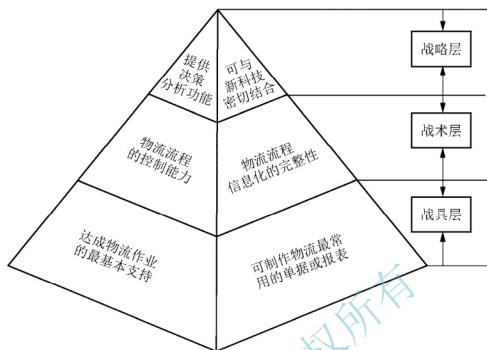 提供
决策
分析功能
可与
新科技
密切结合
战略层
物流流程
的控制能力
物流流程
信息化的完整性
战术层
达成物流作业
的最基本支持
可制作物流最常
用的单据或报表
战具层
权所有